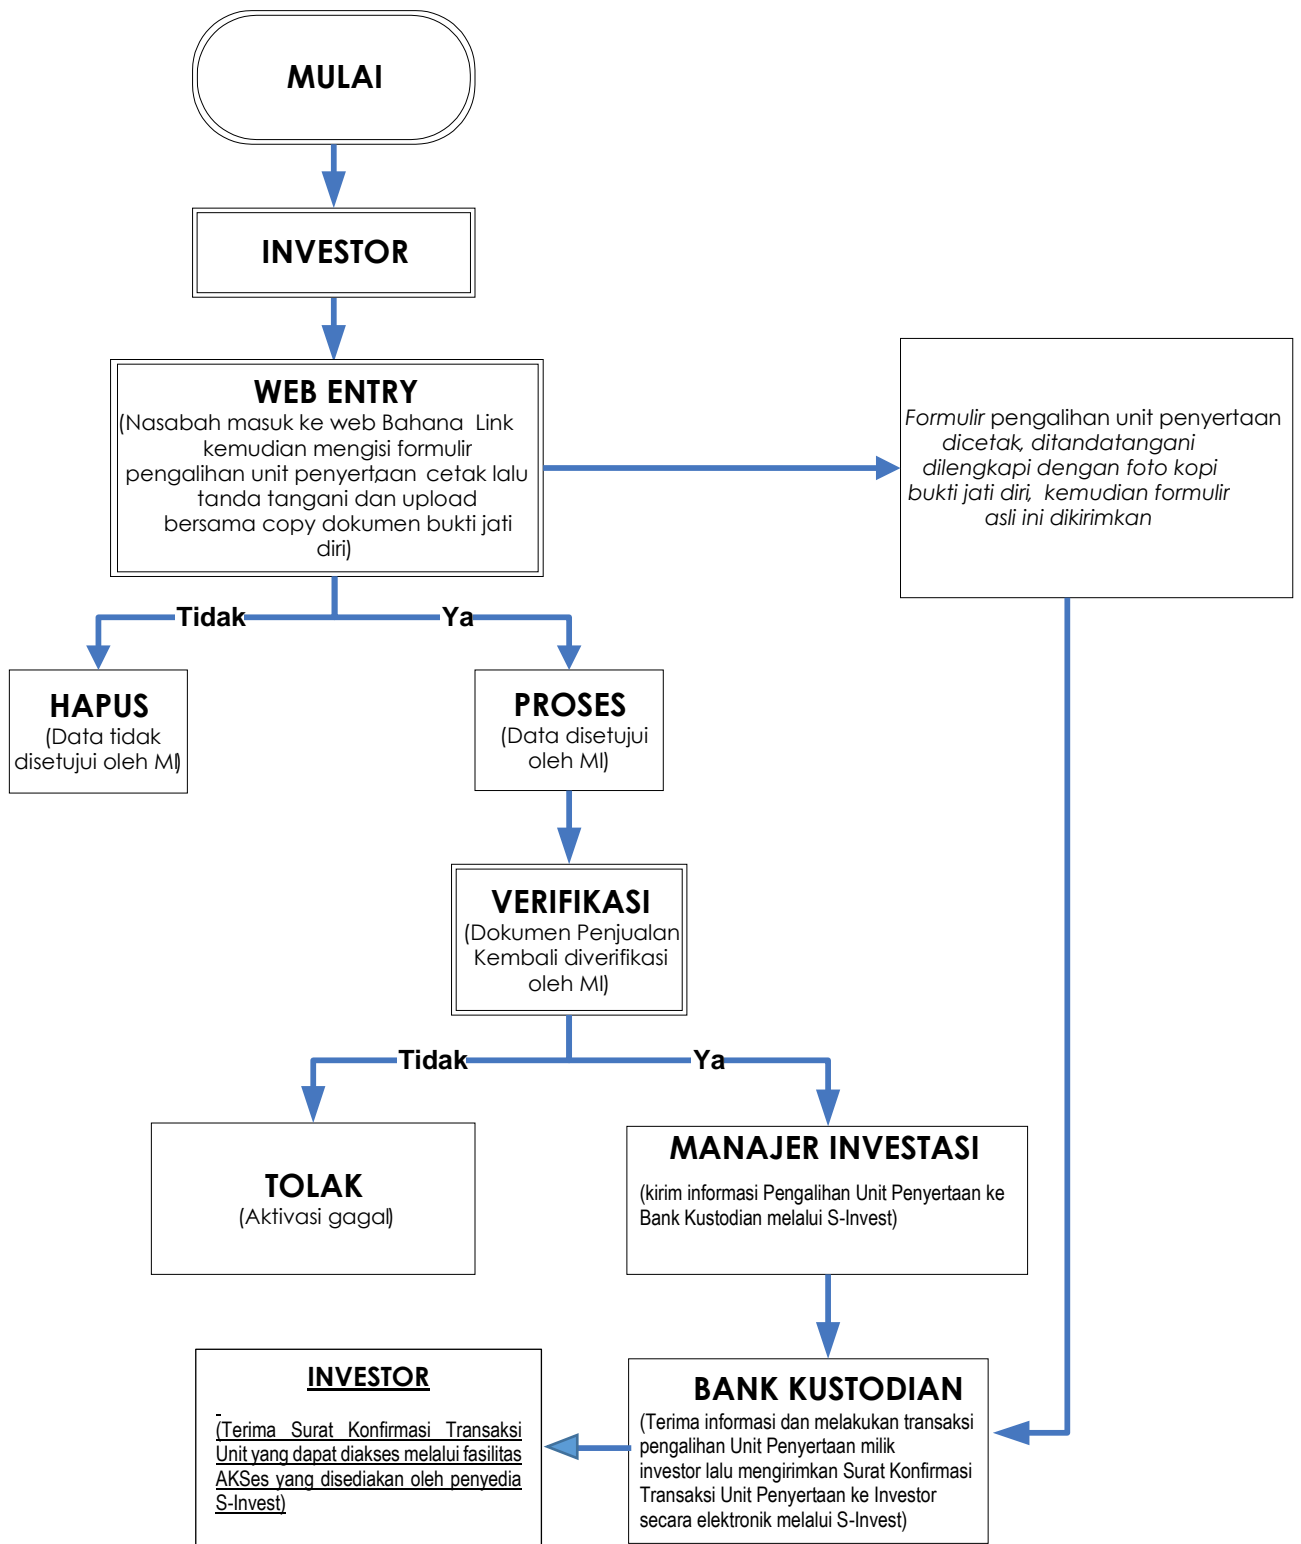 MULAI
INVESTOR
WEB ENTRY
(Nasabah masuk ke web Bahana Link
kemudian mengisi formulir
pengalihan unit penyertaan, cetak lalu
tanda tangani dan upload
bersama copy dokumen bukti jati
diri)
Formulir pengalihan unit penyertaan
dicetak, ditandatangani
dilengkapi dengan foto kopi
bukti jati diri, kemudian formulir
asli ini dikirimkan
Tidak
Ya
HAPUS
(Data tidak
disetujui oleh MI)
PROSES
(Data disetujui
oleh MI)
VERIFIKASI
(Dokumen Penjualan
Kembali diverifikasi
oleh MI)
Tidak
Ya
TOLAK
(Aktivasi gagal)
MANAJER INVESTASI
(kirim informasi Pengalihan Unit Penyertaan ke
Bank Kustodian melalui S-Invest)
INVESTOR
(Terima Surat Konfirmasi Transaksi
Unit yang dapat diakses melalui fasilitas
AKSes yang disediakan oleh penyedia
S-Invest)
BANK KUSTODIAN
(Terima informasi dan melakukan transaksi
pengalihan Unit Penyertaan milik
investor lalu mengirimkan Surat Konfirmasi
Transaksi Unit Penyertaan ke Investor
secara elektronik melalui S-Invest)